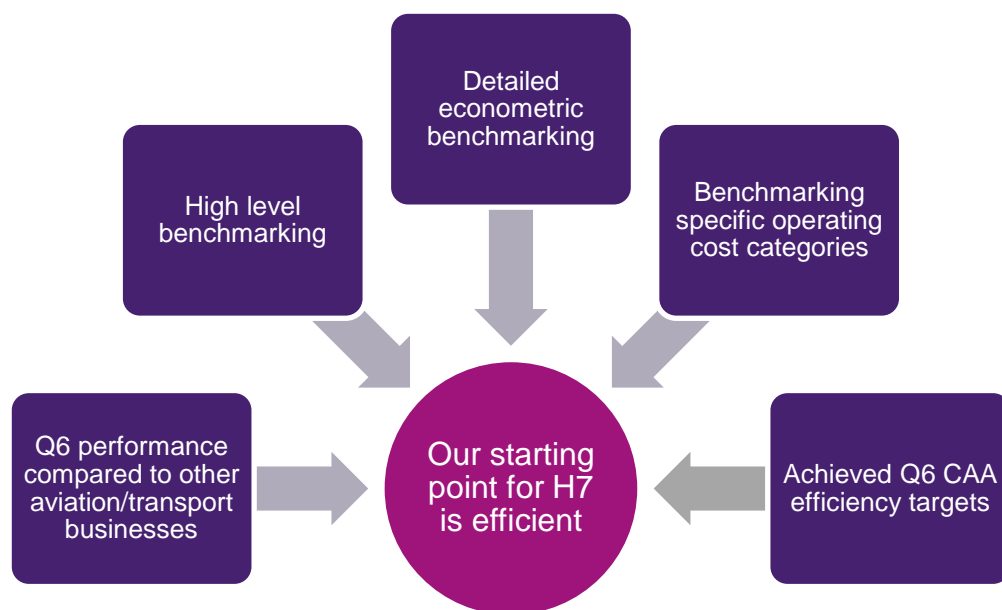 Detailed
econometric
benchmarking
High level
benchmarking
Benchmarking
specific operating
cost categories
Q6 performance
compared to other
aviation/transport
businesses
Our starting
point for H7
is efficient
Achieved Q6 CAA
efficiency targets